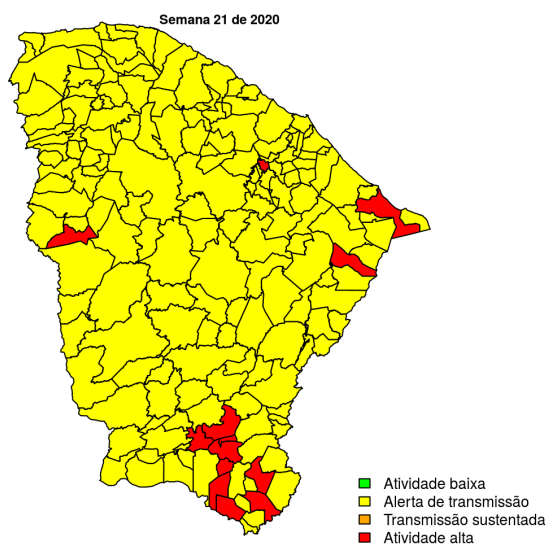 Semana 21 de 2020
Atividade baixa
Alerta de transmissão
Transmissão sustentada
Atividade alta